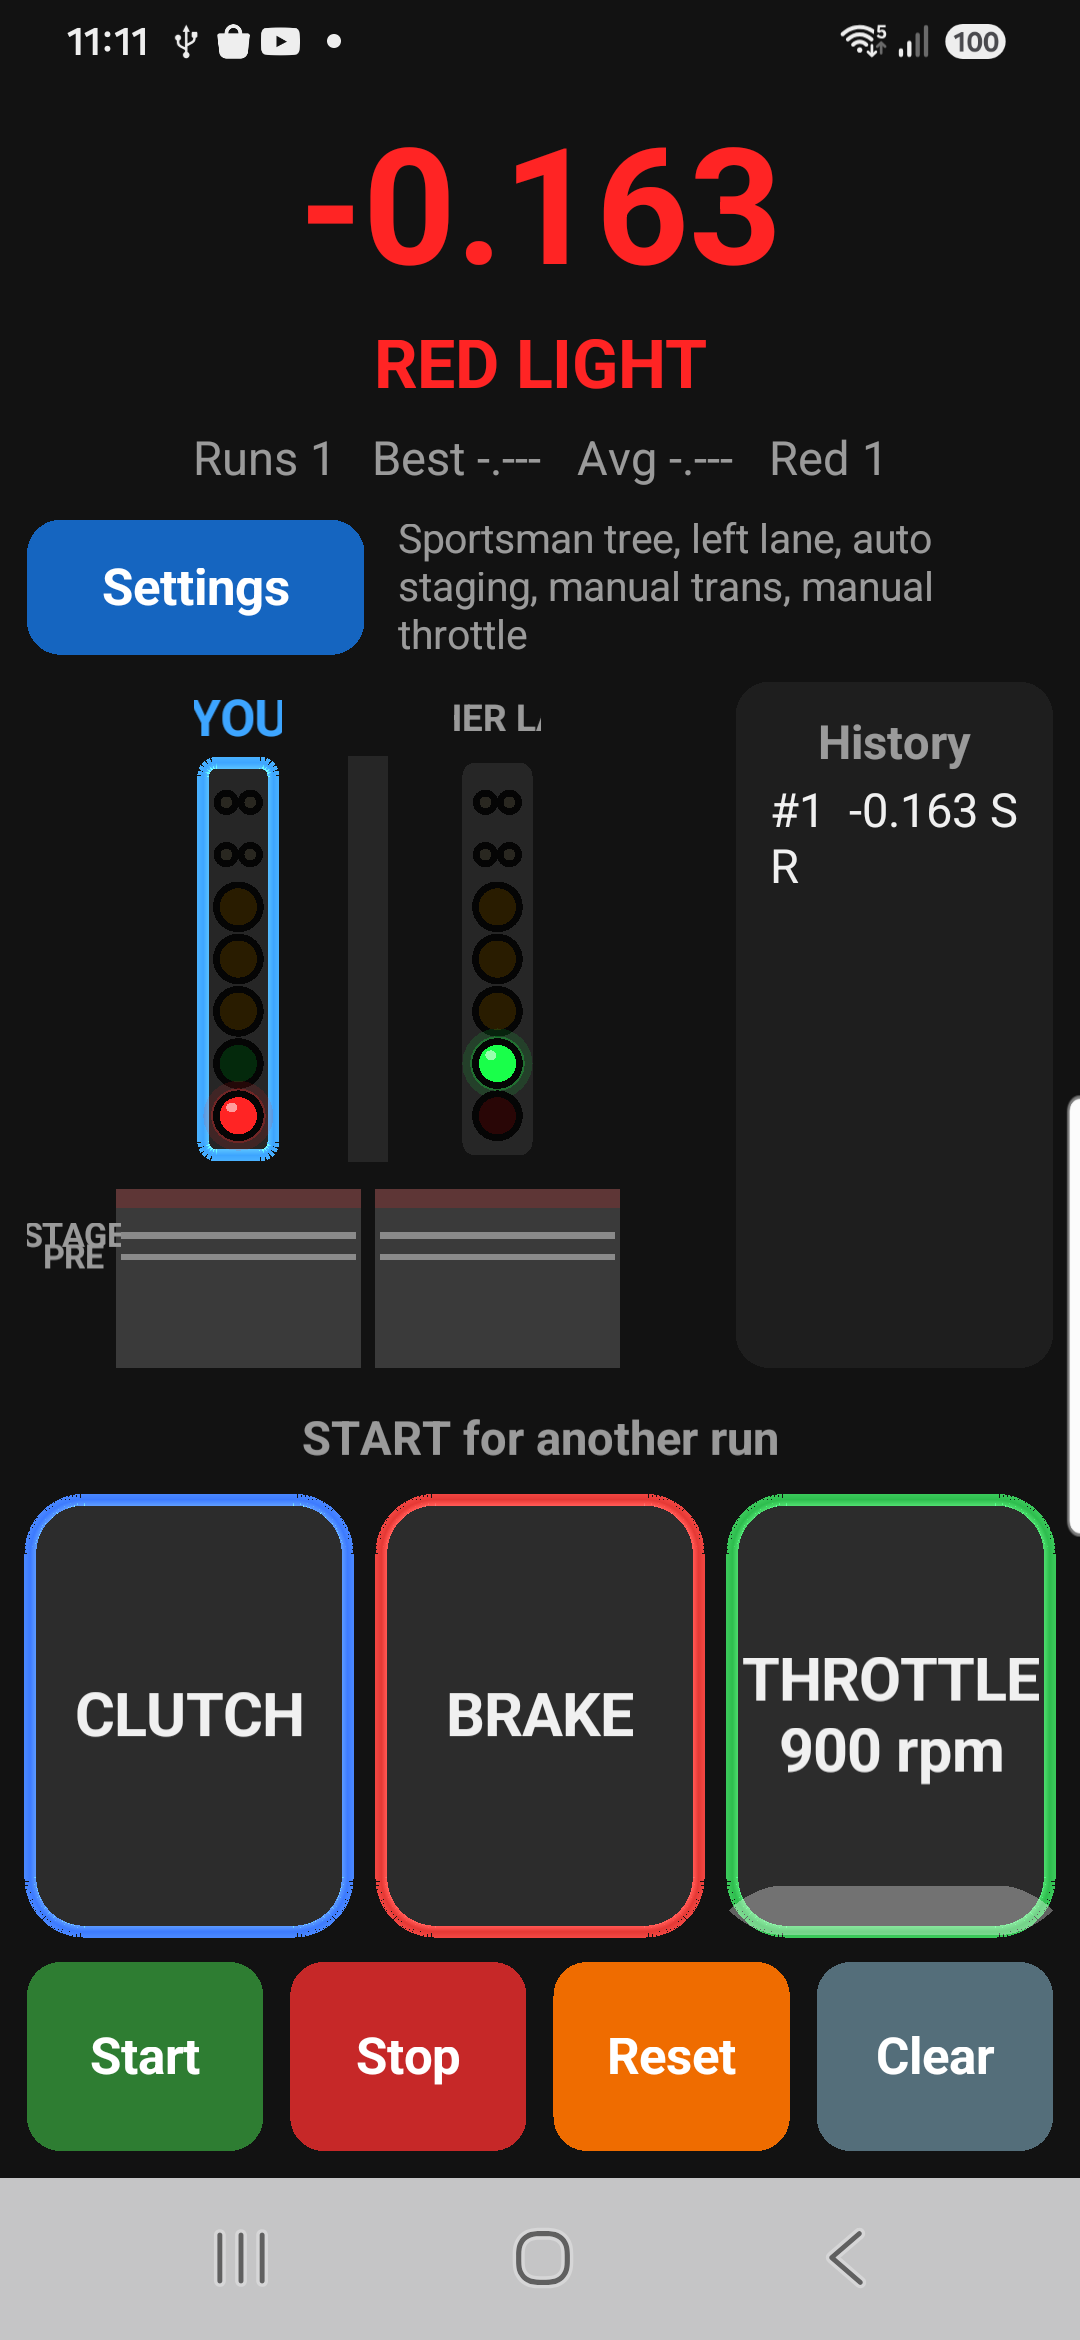 11:11
5
100
-0.163
RED LIGHT
Runs 1 Best -.--- Avg -.--- Red 1
Settings
Sportsman tree, left lane, auto
staging, manual trans, manual
throttle
YOU
IER LA
History
#1 -0.163 S
R
STAGE
PRE
START for another run
CLUTCH
BRAKE
THROTTLE
900 rpm
Start
Stop
Reset
Clear